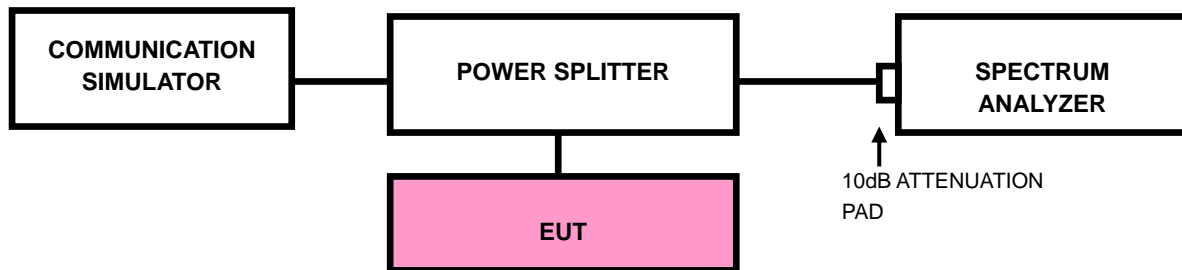 COMMUNICATION
SIMULATOR
POWER SPLITTER
SPECTRUM
ANALYZER
10dB ATTENUATION
PAD
EUT